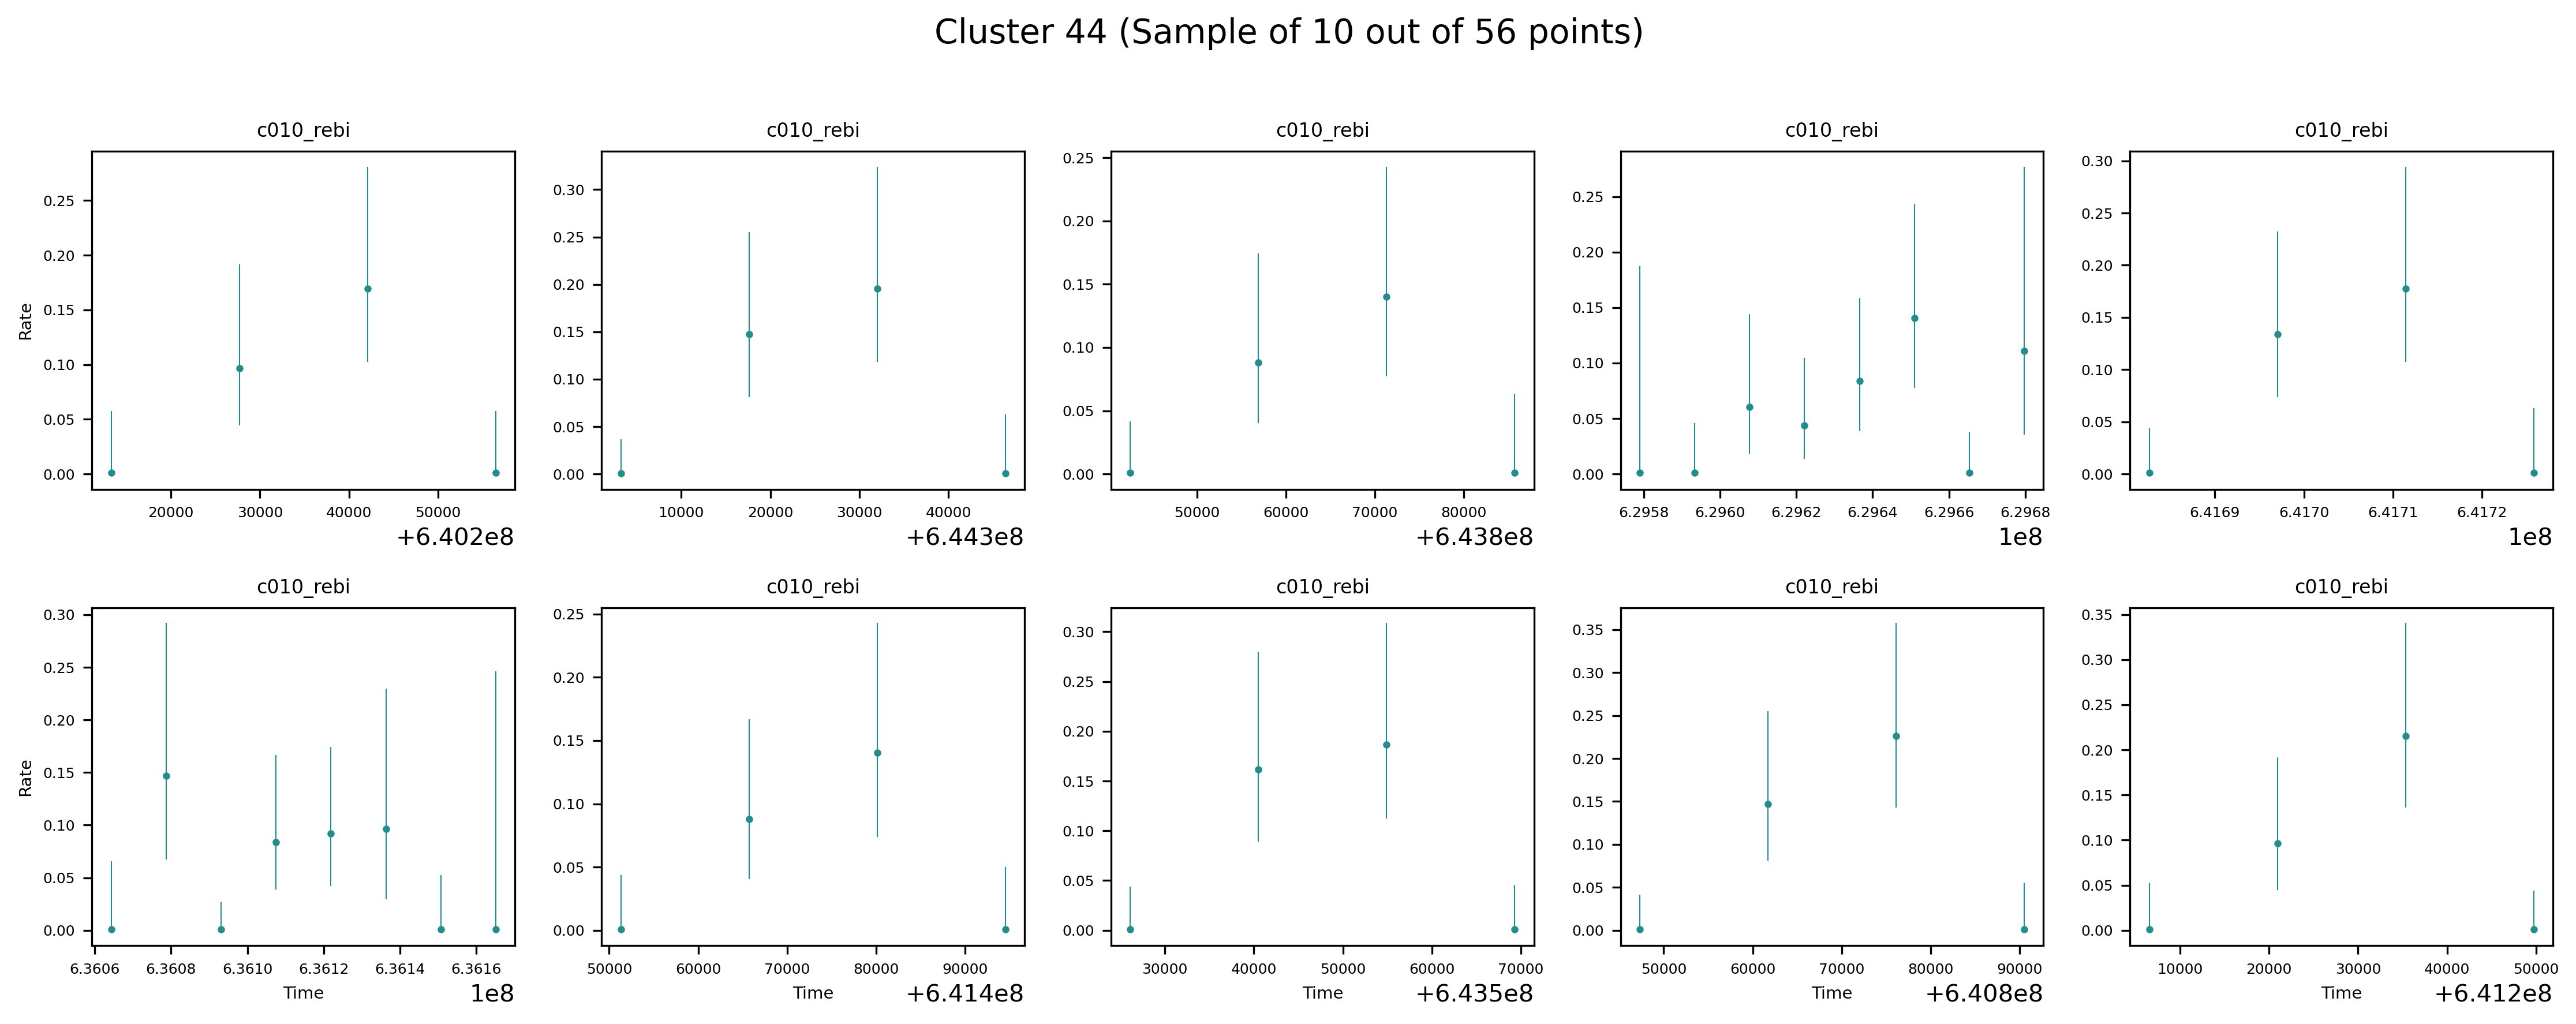 Cluster 44 (Sample of 10 out of 56 points)
c010_rebi c010_rebi c010_rebi c010_rebi c010_rebi
Rate
0.25 0.20 0.15 0.10 0.05 0.00
20000 30000 40000 50000
+6.402e8
0.30 0.25 0.20 0.15 0.10 0.05 0.00
10000 20000 30000 40000
+6.443e8
0.25 0.20 0.15 0.10 0.05 0.00
50000 60000 70000 80000
+6.438e8
0.25 0.20 0.15 0.10 0.05 0.00
6.2958 6.2960 6.2962 6.2964 6.2966 6.2968
1e8
0.30 0.25 0.20 0.15 0.10 0.05 0.00
6.4169 6.4170 6.4171 6.4172
1e8
c010_rebi c010_rebi c010_rebi c010_rebi c010_rebi
Rate
0.30 0.25 0.20 0.15 0.10 0.05 0.00
6.3606 6.3608 6.3610 6.3612 6.3614 6.3616
Time 1e8
0.25 0.20 0.15 0.10 0.05 0.00
50000 60000 70000 80000 90000
Time +6.414e8
0.30 0.25 0.20 0.15 0.10 0.05 0.00
30000 40000 50000 60000 70000
Time +6.435e8
0.35 0.30 0.25 0.20 0.15 0.10 0.05 0.00
50000 60000 70000 80000 90000
Time +6.408e8
0.35 0.30 0.25 0.20 0.15 0.10 0.05 0.00
10000 20000 30000 40000 50000
Time +6.412e8